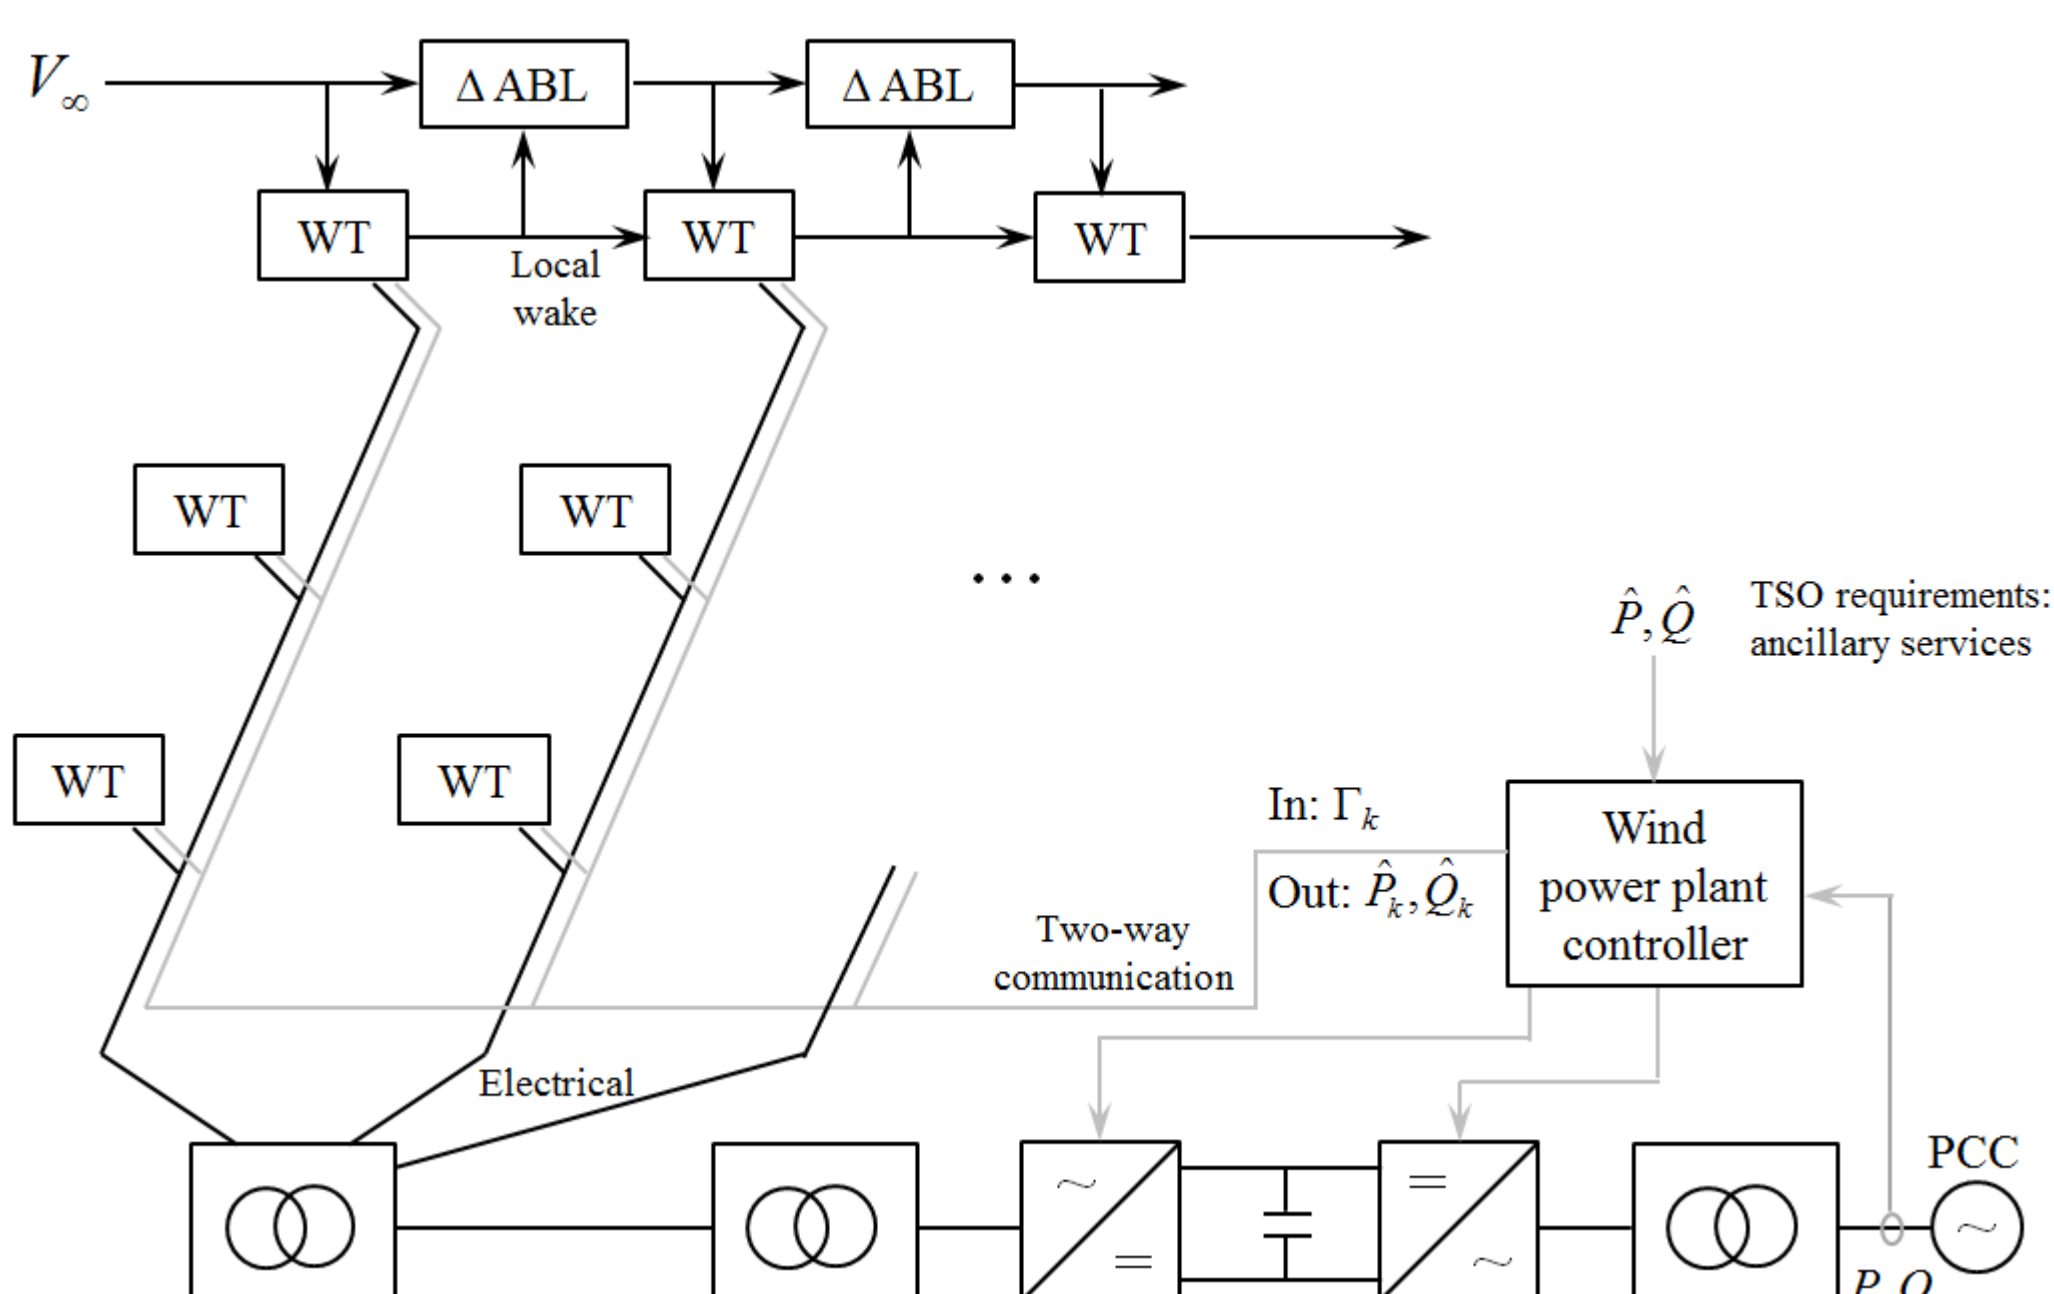 V∞
Δ ABL
Δ ABL
WT
WT
WT
Local
wake
WT
WT
P̂, Q̂
TSO requirements:
ancillary services
WT
WT
In: Γk
Out: P̂k, Q̂k
Wind
power plant
controller
Two-way
communication
Electrical
PCC
~
=
=
~
~
P, Q